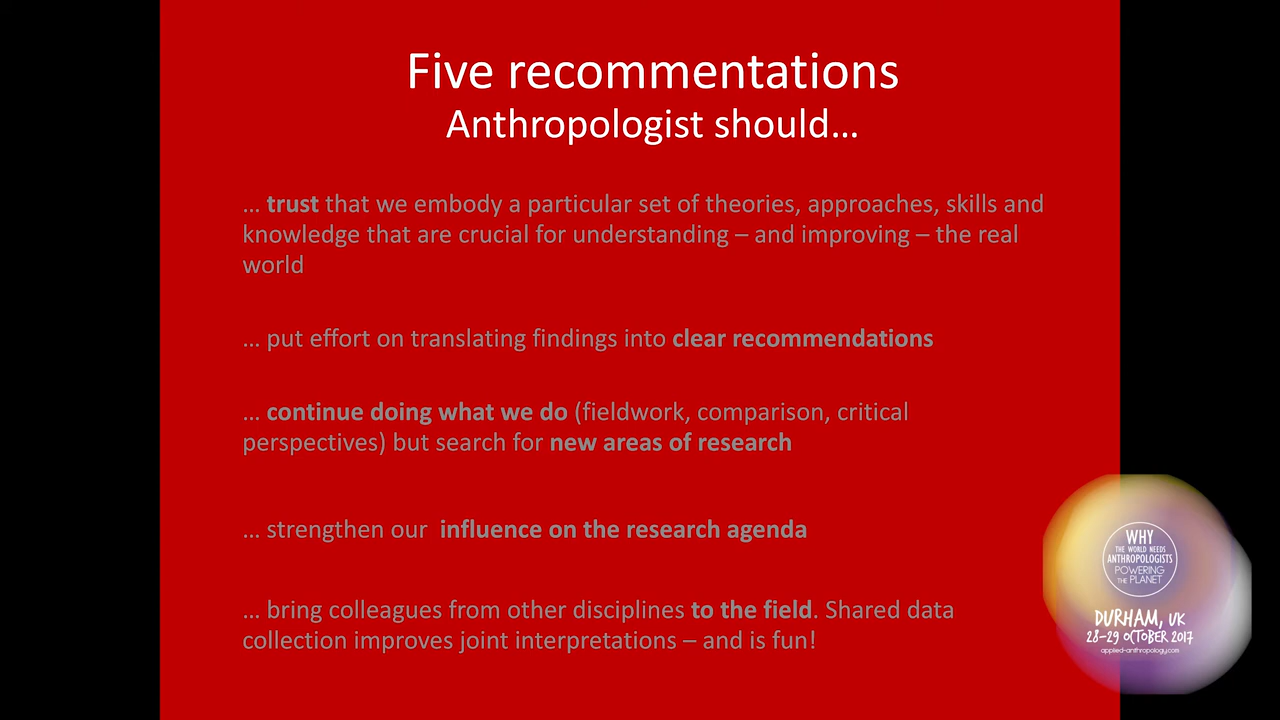 Five recommentations
Anthropologist should…
… trust that we embody a particular set of theories, approaches, skills and
knowledge that are crucial for understanding – and improving – the real
world
… put effort on translating findings into clear recommendations
… continue doing what we do (fieldwork, comparison, critical
perspectives) but search for new areas of research
… strengthen our  influence on the research agenda
… bring colleagues from other disciplines to the field. Shared data
collection improves joint interpretations – and is fun!
WHY
THE WORLD NEEDS
ANTHROPOLOGISTS
POWERING
THE PLANET
DURHAM, UK
28–29 OCTOBER 2017
applied-anthropology.com